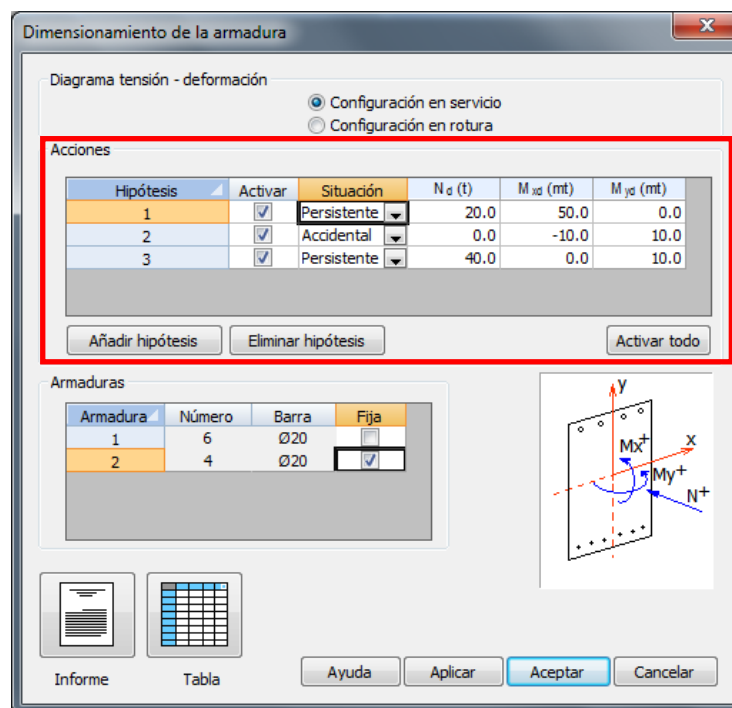 Dimensionamiento de la armadura
Diagrama tensión - deformación
Configuración en servicio
Configuración en rotura
Acciones
Hipótesis Activar Situación N d (t) M xd (mt) M yd (mt)
1 Persistente 20.0 50.0 0.0
2 Accidental 0.0 -10.0 10.0
3 Persistente 40.0 0.0 10.0
Añadir hipótesis Eliminar hipótesis Activar todo
Armaduras
Armadura Número Barra Fija
1 6 Ø20
2 4 Ø20
y
x
Mx+
My+
N+
Informe Tabla
Ayuda Aplicar Aceptar Cancelar